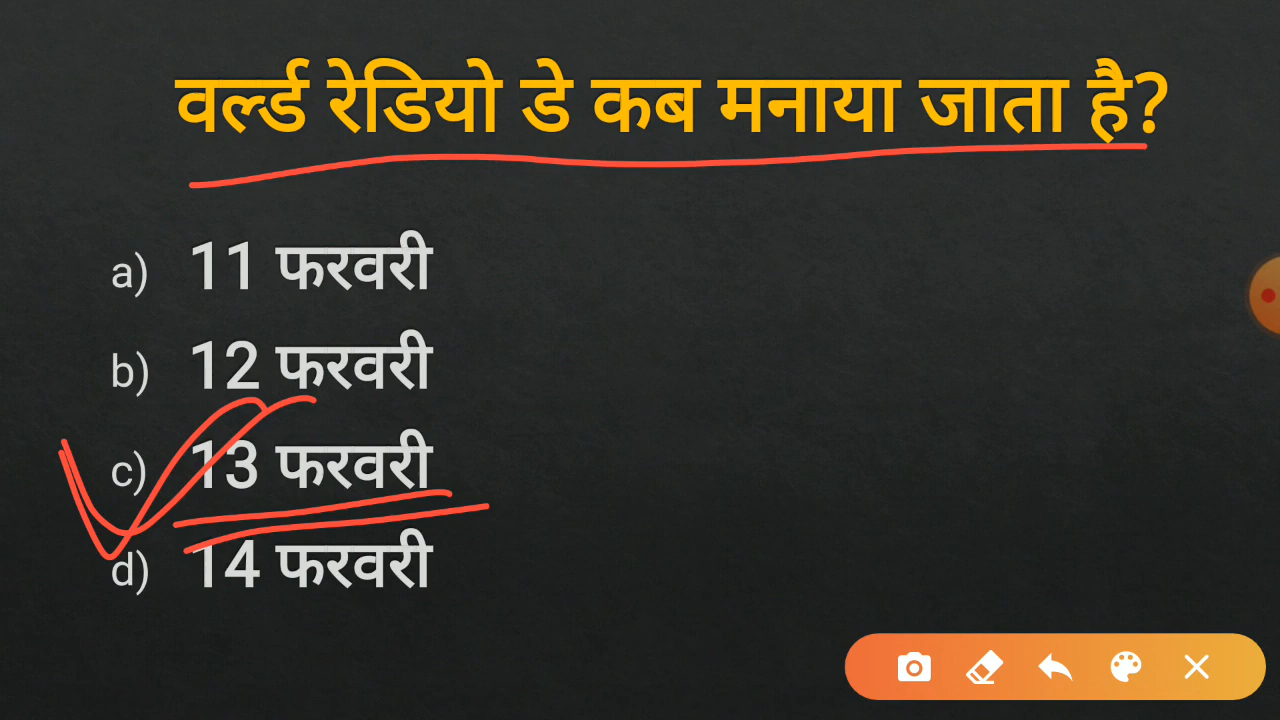 वर्ल्ड रेडियो डे कब मनाया जाता है?
a) 11 फरवरी
b) 12 फरवरी
c) 13 फरवरी
d) 14 फरवरी